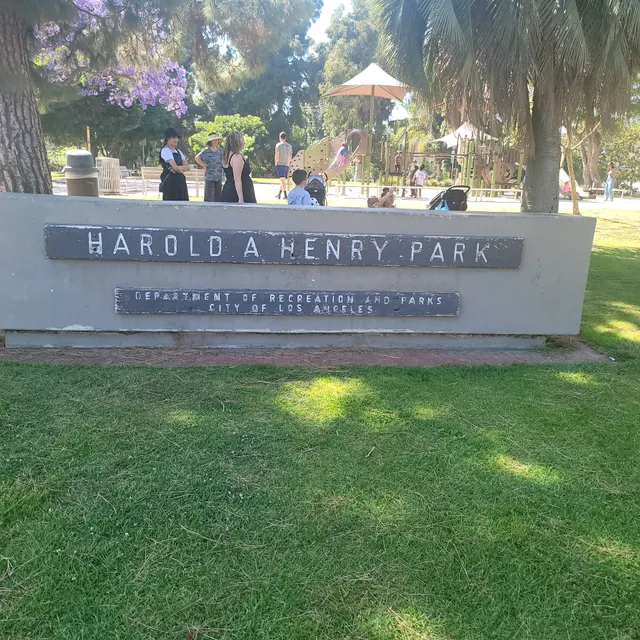 HAROLD A HENRY PARK
DEPARTMENT OF RECREATION AND PARKS
CITY OF LOS ANGELES